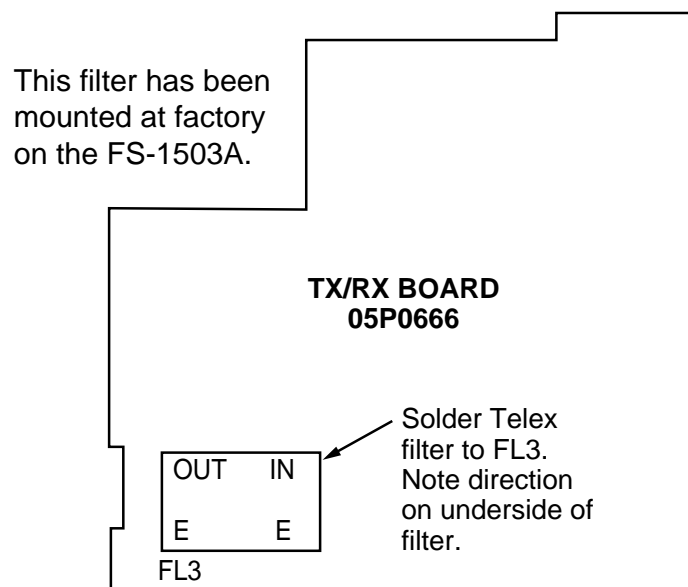 This filter has been
mounted at factory
on the FS-1503A.
TX/RX BOARD
05P0666
Solder Telex
filter to FL3.
Note direction
on underside of
filter.
OUT IN
E E
FL3